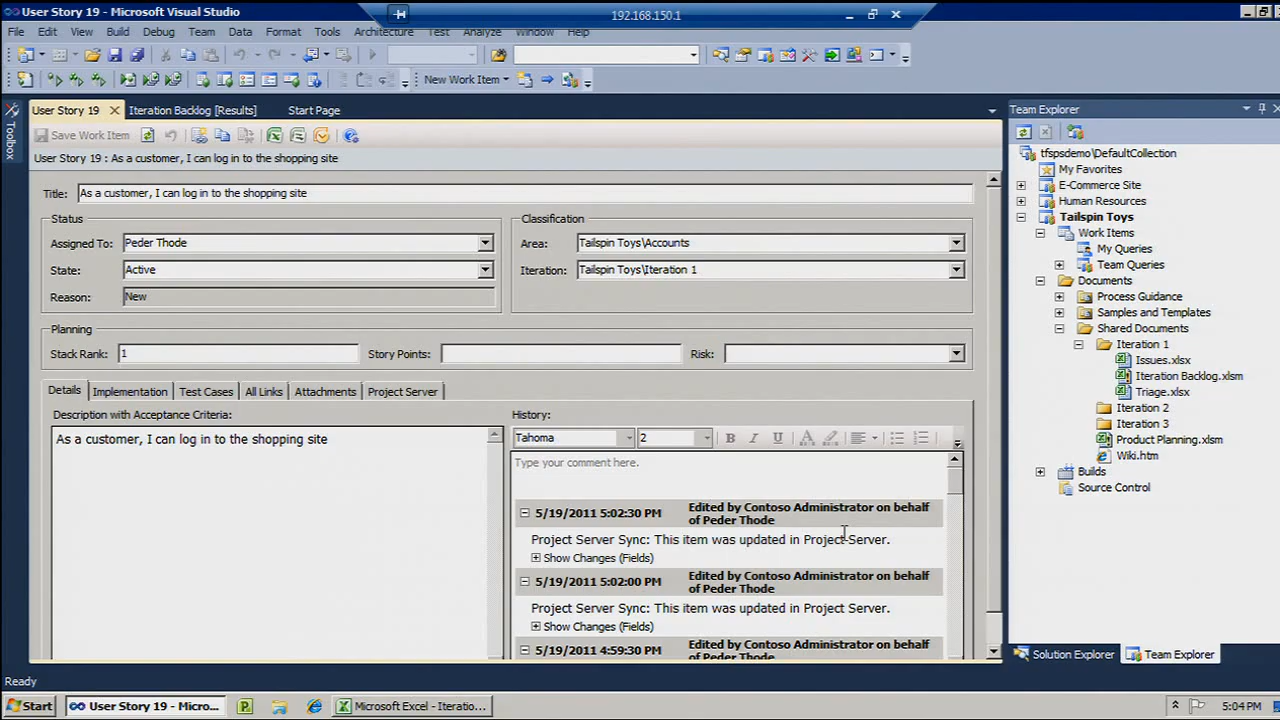 User Story 19 - Microsoft Visual Studio
192.168.150.1
File Edit View Build Debug Team Data Format Tools Architecture Test Analyze Window Help
New Work Item
Toolbox
User Story 19 Iteration Backlog [Results] Start Page
Save Work Item
User Story 19 : As a customer, I can log in to the shopping site
Title: As a customer, I can log in to the shopping site
Status
Assigned To: Peder Thode
State: Active
Reason: New
Classification
Area: Tailspin Toys\Accounts
Iteration: Tailspin Toys\Iteration 1
Planning
Stack Rank: 1 Story Points: Risk:
Details Implementation Test Cases All Links Attachments Project Server
Description with Acceptance Criteria:
As a customer, I can log in to the shopping site
History:
Tahoma 2 B I U A
Type your comment here.
5/19/2011 5:02:30 PM Edited by Contoso Administrator on behalf
of Peder Thode
Project Server Sync: This item was updated in Project Server.
Show Changes (Fields)
5/19/2011 5:02:00 PM Edited by Contoso Administrator on behalf
of Peder Thode
Project Server Sync: This item was updated in Project Server.
Show Changes (Fields)
5/19/2011 4:59:30 PM Edited by Contoso Administrator on behalf
of Peder Thode
Team Explorer
tfspsdemo\DefaultCollection
My Favorites
E-Commerce Site
Human Resources
Tailspin Toys
Work Items
My Queries
Team Queries
Documents
Process Guidance
Samples and Templates
Shared Documents
Iteration 1
Issues.xlsx
Iteration Backlog.xlsm
Triage.xlsx
Iteration 2
Iteration 3
Product Planning.xlsm
Wiki.htm
Builds
Source Control
Solution Explorer Team Explorer
Ready
Start User Story 19 - Micro... Microsoft Excel - Iteratio... 5:04 PM